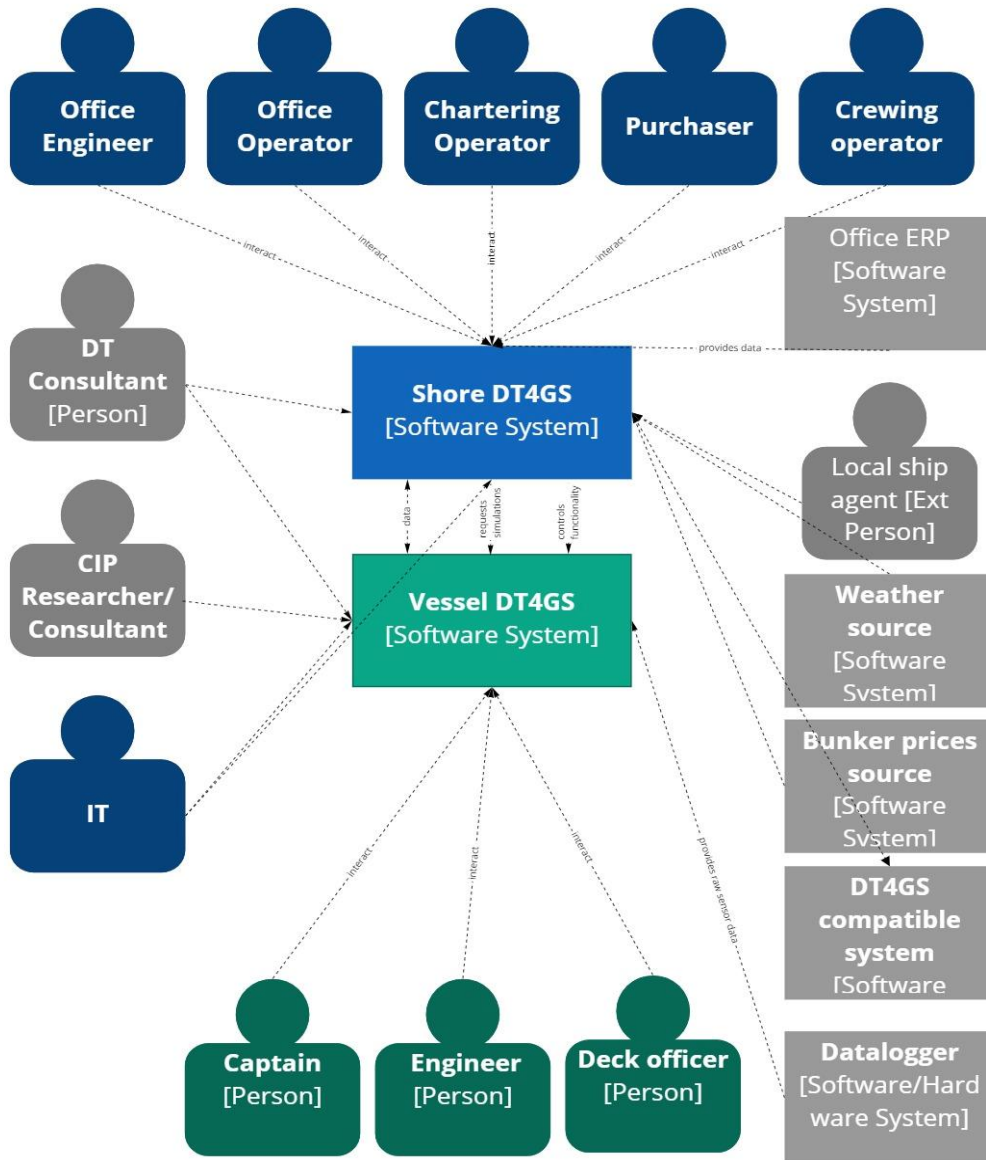 Office
Engineer
Office
Operator
Chartering
Operator
Purchaser
Crewing
operator
interact
interact
interact
interact
interact
Office ERP
[Software
System]
provides data
DT
Consultant
[Person]
Shore DT4GS
[Software System]
Local ship
agent [Ext
Person]
data
requests
simulations
controls
functionality
CIP
Researcher/
Consultant
Vessel DT4GS
[Software System]
Weather
source
[Software
System]
IT
Bunker prices
source
[Software
System]
interact
interact
interact
provides raw sensor data
DT4GS
compatible
system
[Software
Captain
[Person]
Engineer
[Person]
Deck officer
[Person]
Datalogger
[Software/Hard
ware System]